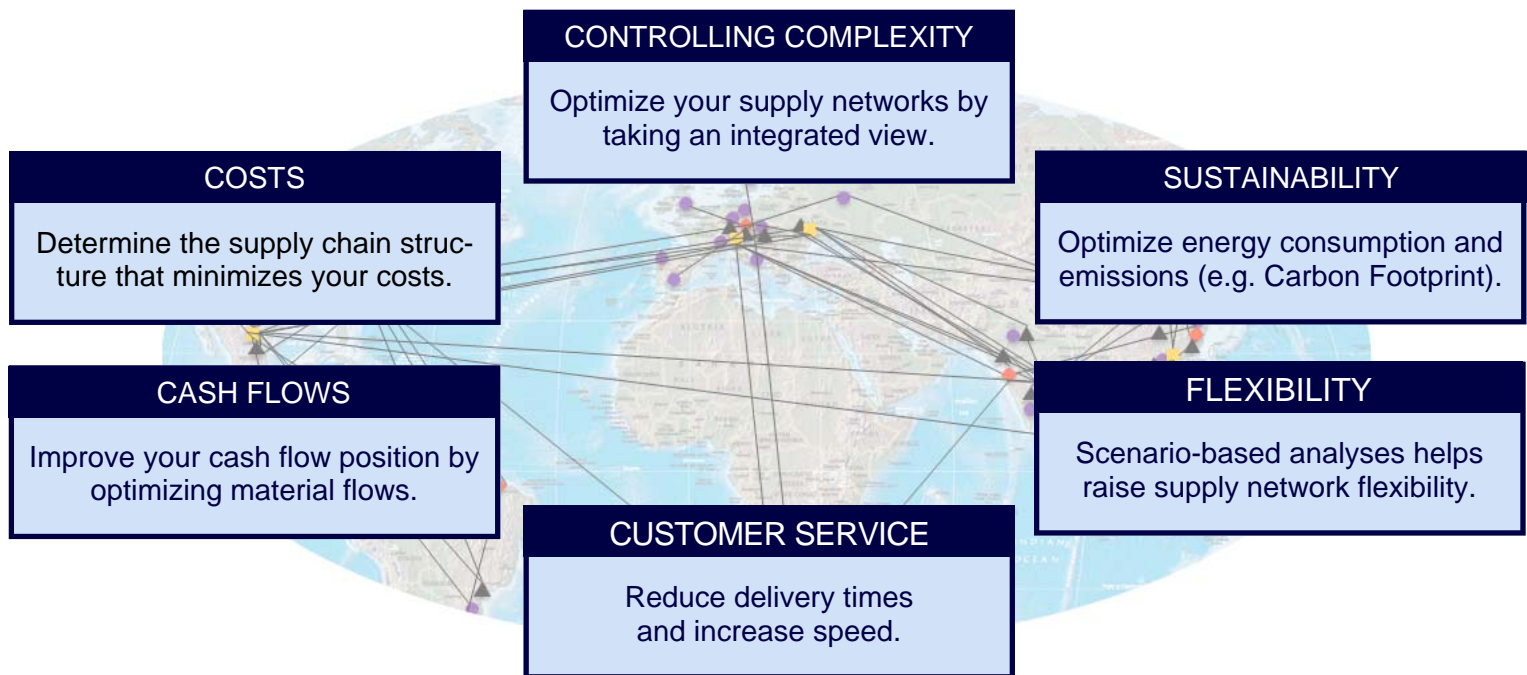 CONTROLLING COMPLEXITY
Optimize your supply networks by
taking an integrated view.
COSTS
Determine the supply chain struc-
ture that minimizes your costs.
SUSTAINABILITY
Optimize energy consumption and
emissions (e.g. Carbon Footprint).
CASH FLOWS
Improve your cash flow position by
optimizing material flows.
FLEXIBILITY
Scenario-based analyses helps
raise supply network flexibility.
CUSTOMER SERVICE
Reduce delivery times
and increase speed.